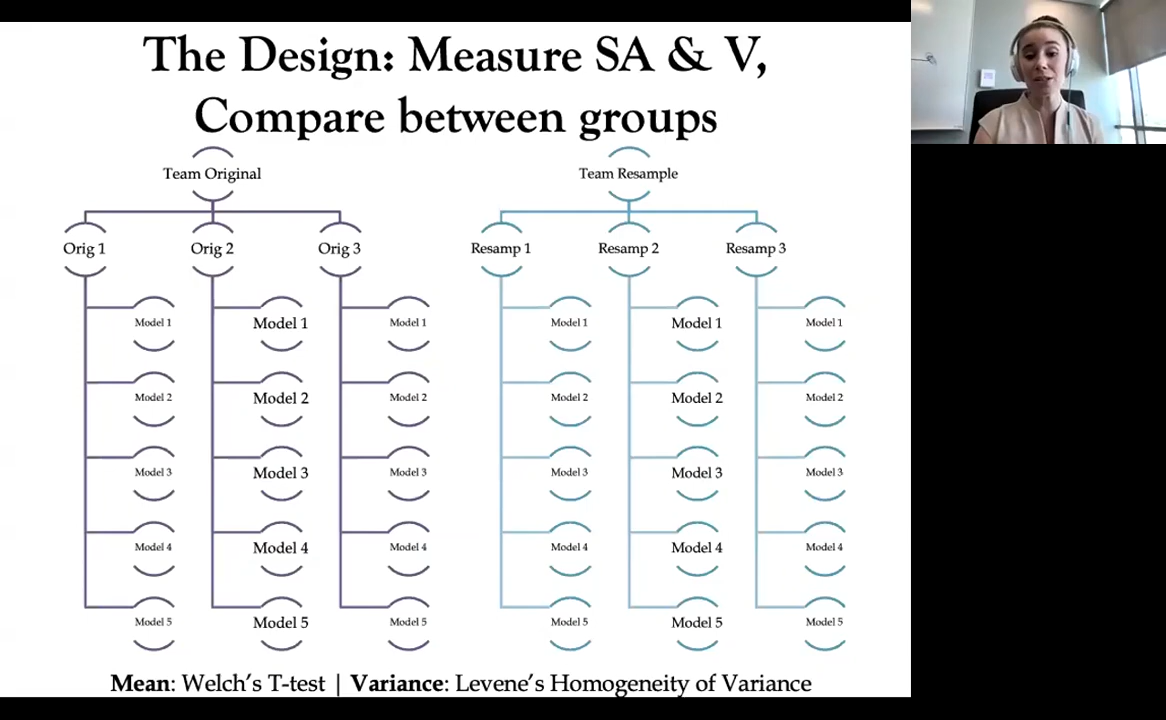 The Design: Measure SA & V,
Compare between groups
Team Original
Team Resample
Orig 1
Orig 2
Orig 3
Resamp 1
Resamp 2
Resamp 3
Model 1
Model 1
Model 1
Model 1
Model 1
Model 1
Model 2
Model 2
Model 2
Model 2
Model 2
Model 2
Model 3
Model 3
Model 3
Model 3
Model 3
Model 3
Model 4
Model 4
Model 4
Model 4
Model 4
Model 4
Model 5
Model 5
Model 5
Model 5
Model 5
Model 5
Mean: Welch's T-test | Variance: Levene's Homogeneity of Variance